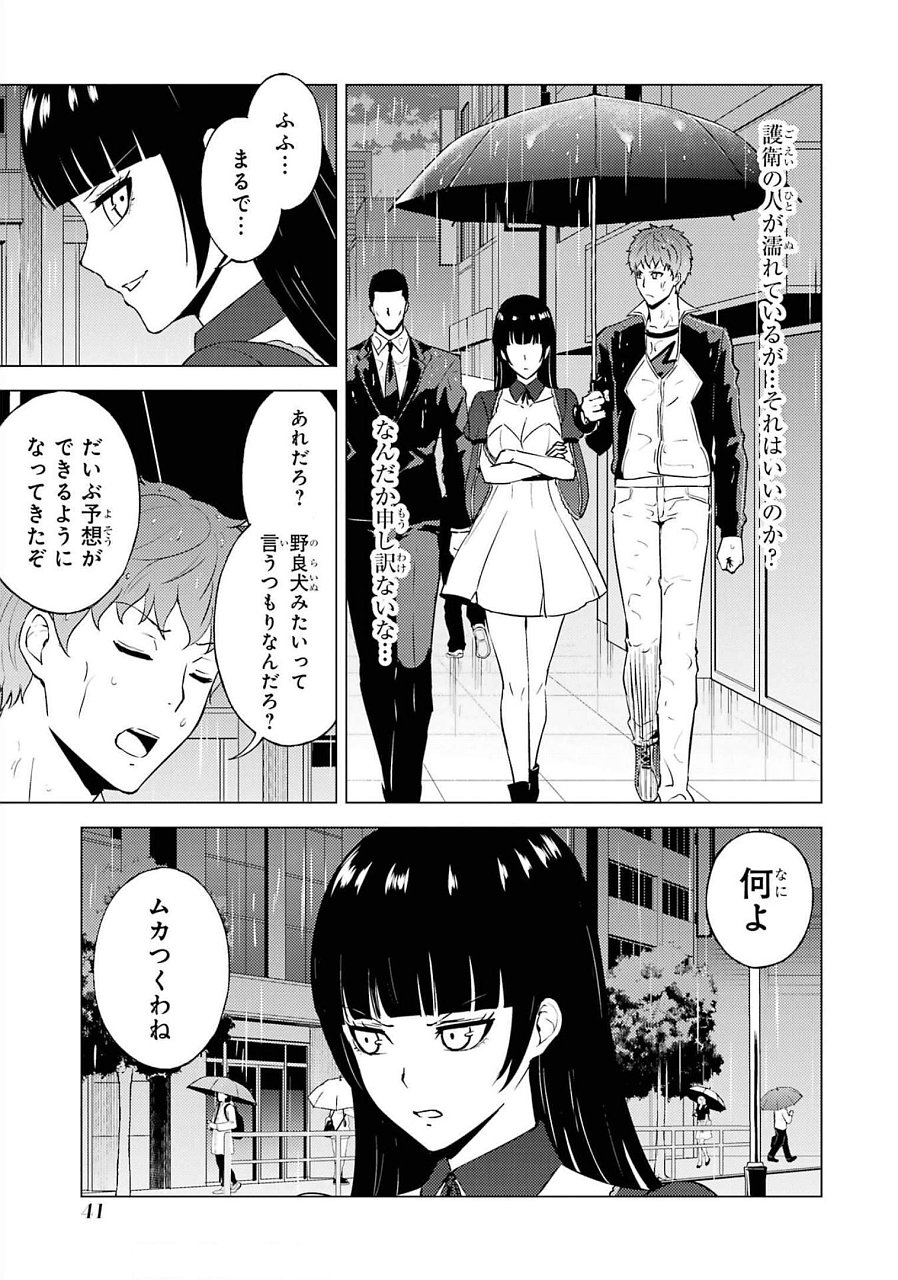 護衛の人が濡れているが…それはいいのか?
なんだか申し訳ないな…
ふふ…
まるで…
あれだろ?
野良犬みたいって
言うつもりなんだろ?
だいぶ予想が
できるように
なってきたぞ
何よ
ムカつくわね
41